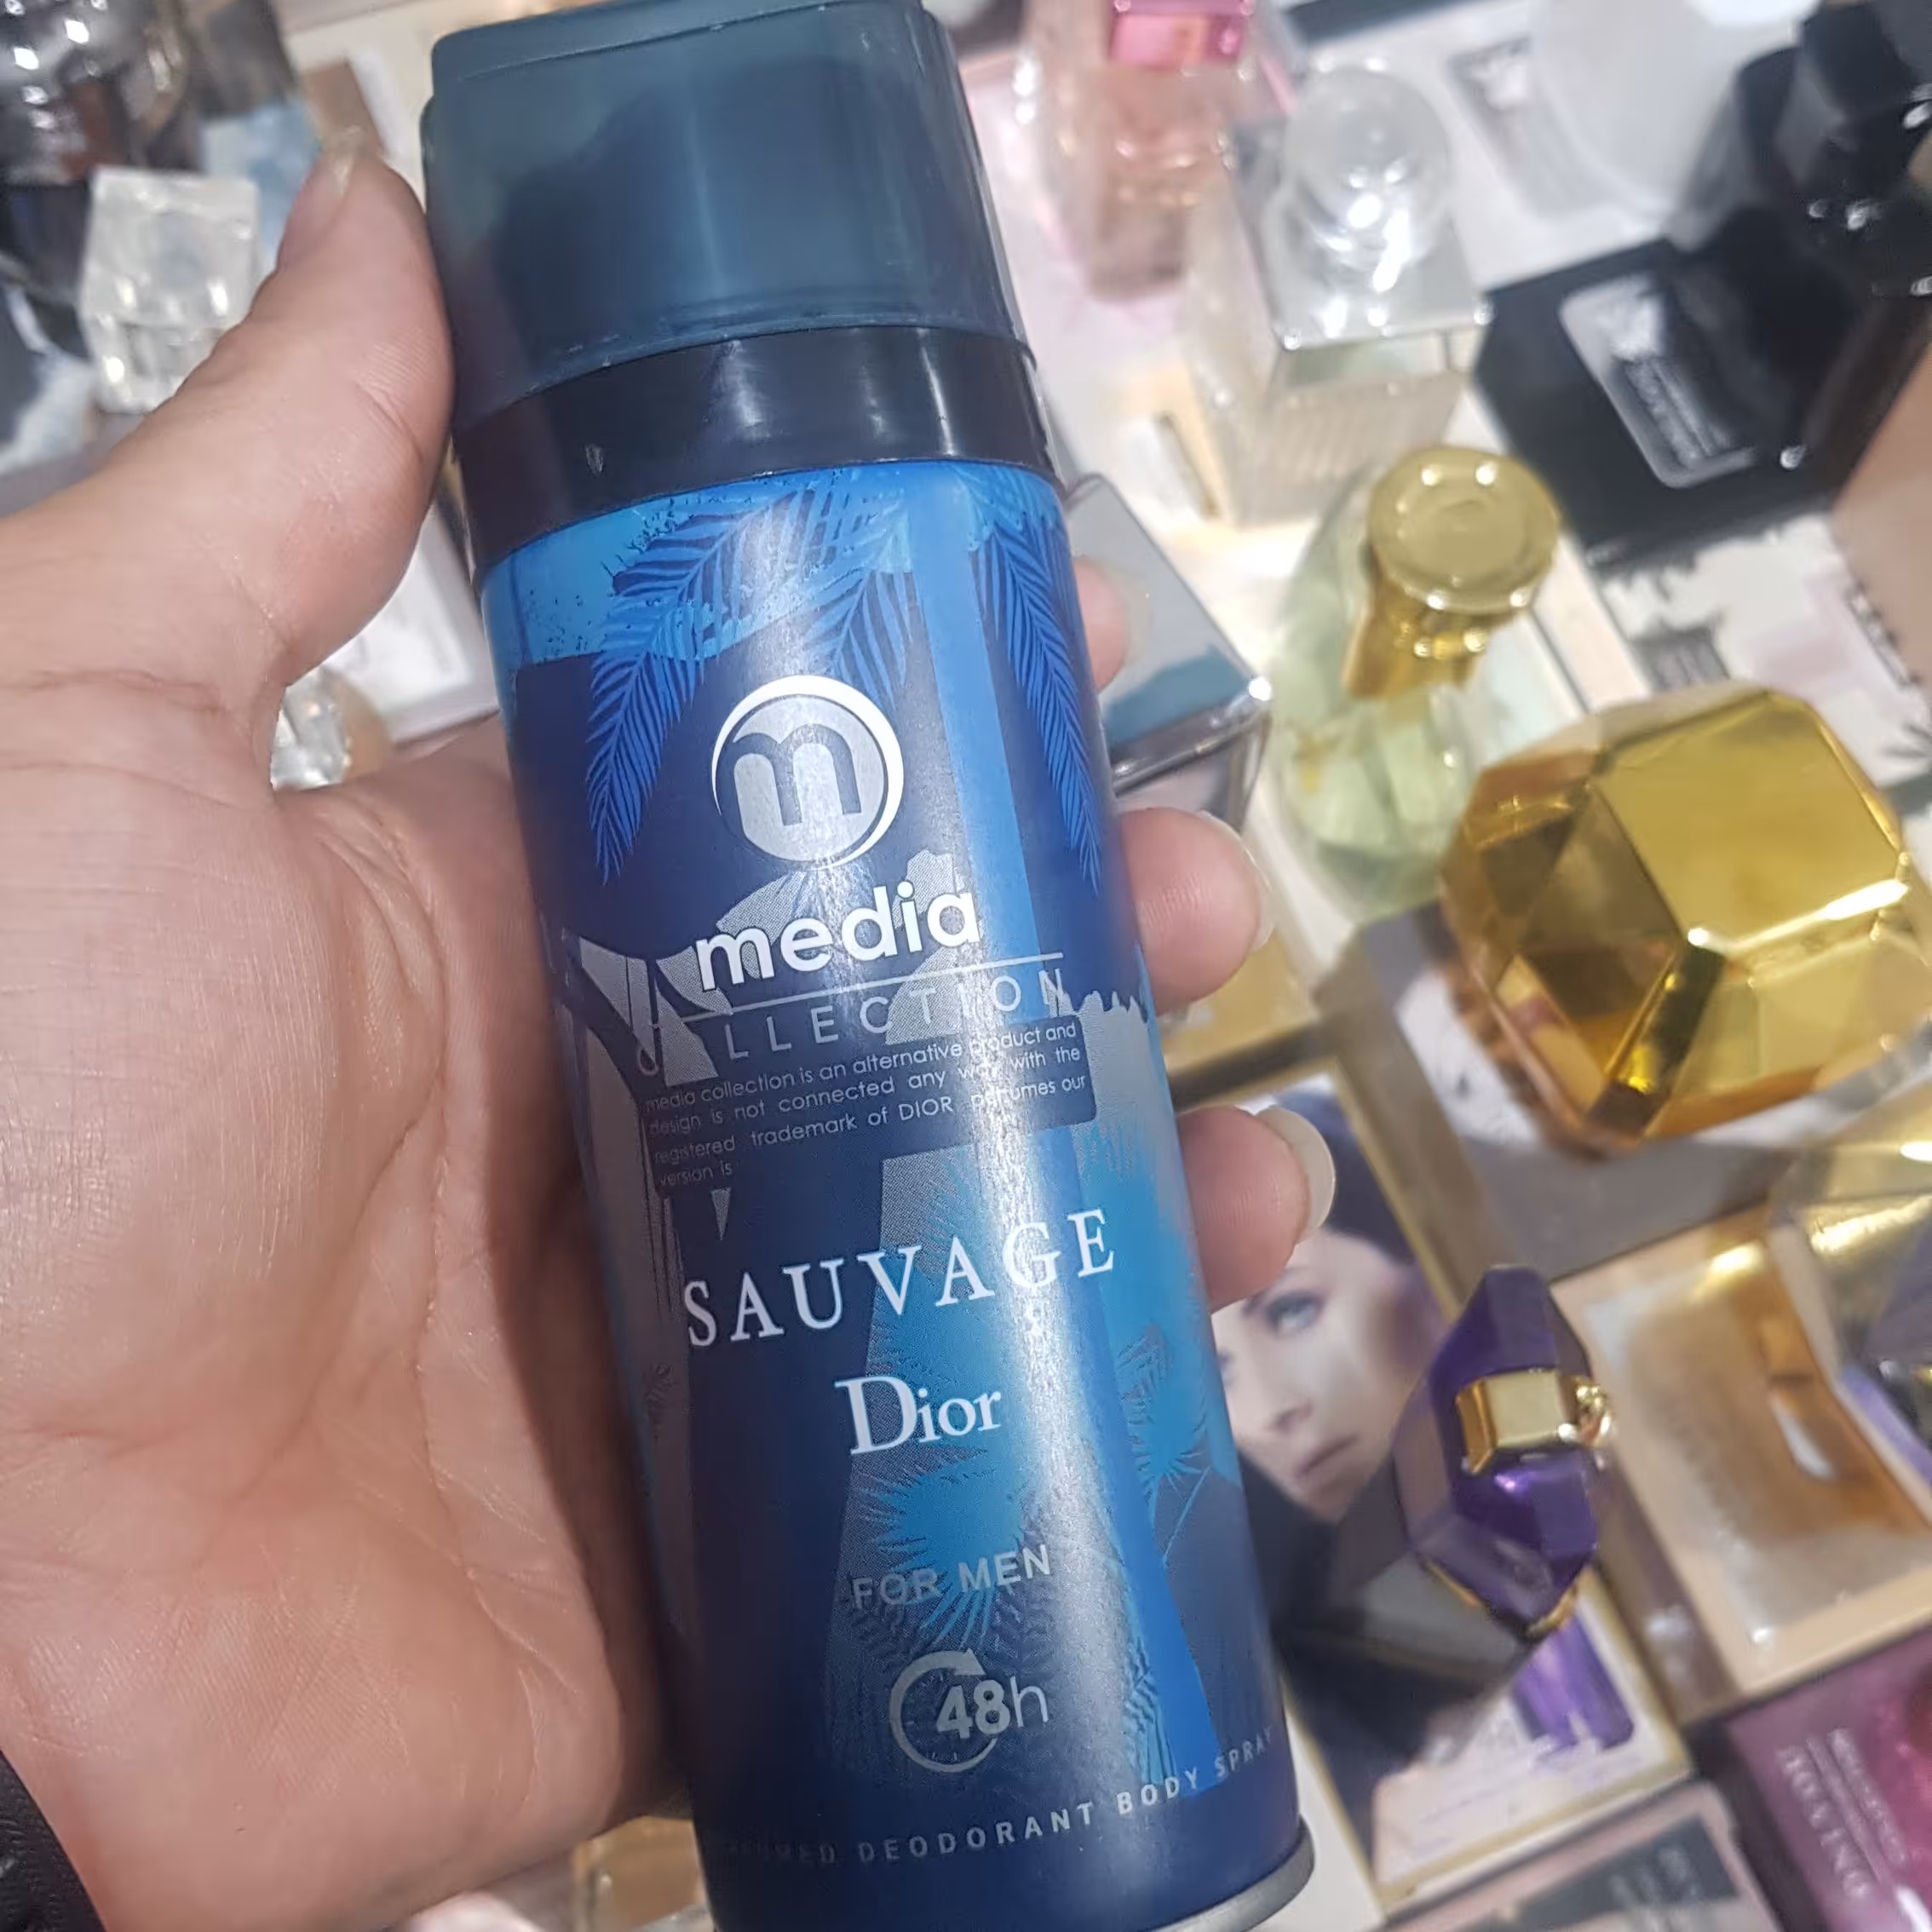 m
media
LLECTION
media collection is an alternative product and
design is not connected any way with the
registered trademark of DIOR perfumes our
version is
SAUVAGE
Dior
FOR MEN
48h
DEODORANT BODY SPRAY